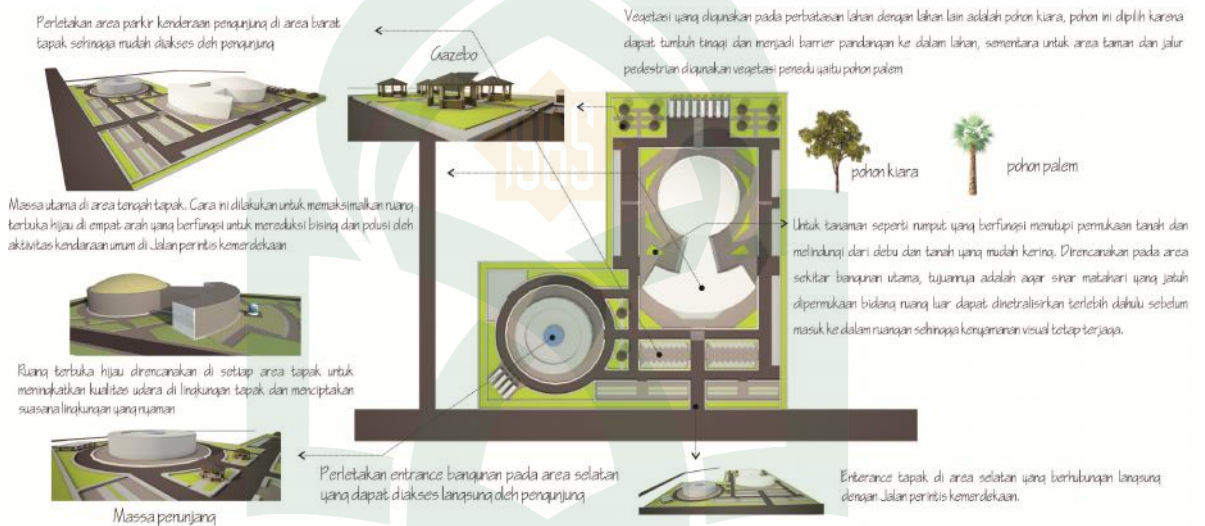 Perletakan area parkir kenderaan pengunjung di area barat
tapak sehingga mudah diakses oleh pengunjung
Gazebo
Vegetasi yang digunakan pada perbatasan lahan dengan lahan lain adalah pohon kiara, pohon ini dipilih karena
dapat tumbuh tinggi dan menjadi barrier pandangan ke dalam lahan, sementara untuk area taman dan jalur
pedestrian digunakan vegetasi penedu yaitu pohon palem
pohon kiara
pohon palem
1995
Massa utama di area tengah tapak. Cara ini dilakukan untuk memaksimalkan ruang
terbuka hijau di empat arah yang berfungsi untuk mereduksi bising dan polusi oleh
aktivitas kendaraan umum di Jalan perintis kemerdekaan
Untuk tanaman seperti rumput yang berfungsi menutupi permukaan tanah dan
melindungi dari debu dan tanah yang mudah kering. Direncanakan pada area
sekitar bangunan utama, tujuannya adalah agar sinar matahari yang jatuh
dipermukaan bidang ruang luar dapat dinetralisirkan terlebih dahulu sebelum
masuk ke dalam ruangan sehingga kenyamanan visual tetap terjaga.
Ruang terbuka hijau direncanakan di setiap area tapak untuk
meningkatkan kualitas udara di lingkungan tapak dan menciptakan
suasana lingkungan yang nyaman
Perletakan entrance bangunan pada area selatan
yang dapat diakses langsung oleh pengunjung
Enterance tapak di area selatan yang berhubungan langsung
dengan Jalan perintis kemerdekaan.
Massa penunjang